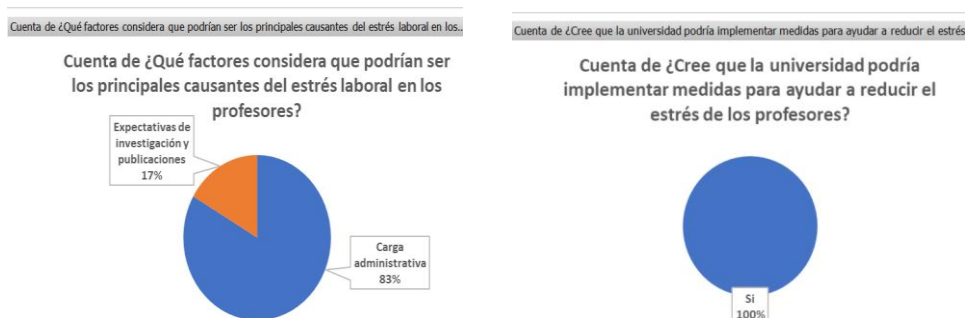 Cuenta de ¿Qué factores considera que podrían ser los principales causantes del estrés laboral en los...
Cuenta de ¿Qué factores considera que podrían ser
los principales causantes del estrés laboral en los
profesores?
Expectativas de
investigación y
publicaciones
17%
Carga
administrativa
83%
Cuenta de ¿Cree que la universidad podría implementar medidas para ayudar a reducir el estrés
Cuenta de ¿Cree que la universidad podría
implementar medidas para ayudar a reducir el
estrés de los profesores?
Si
100%